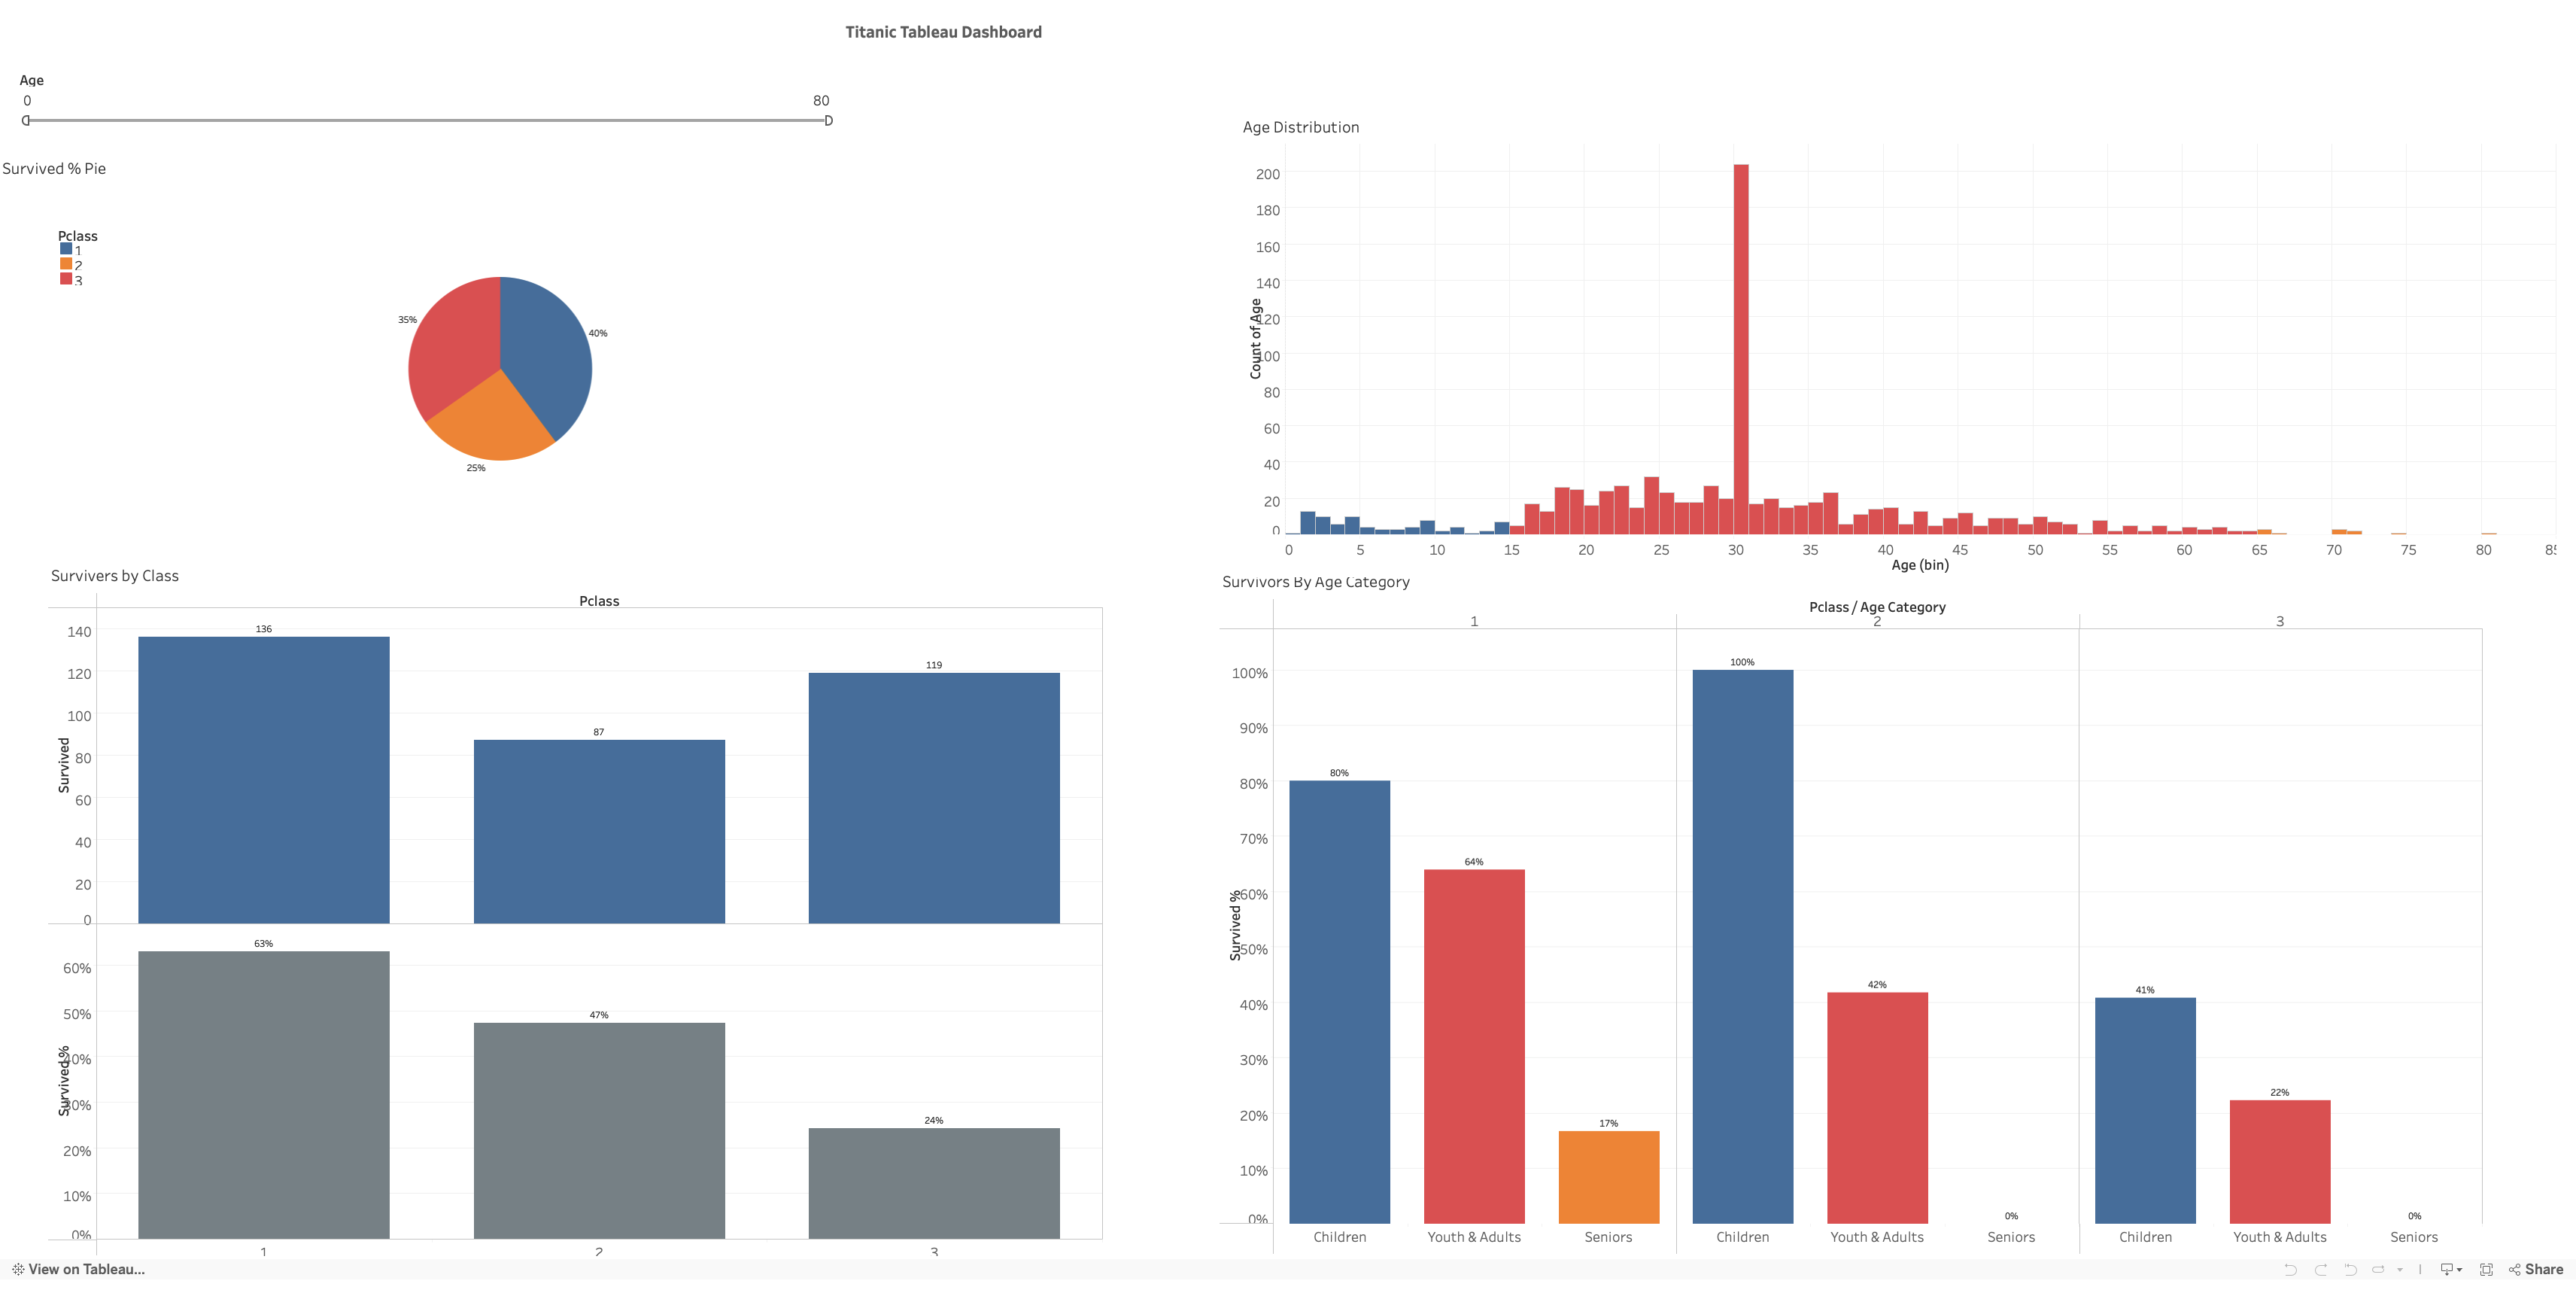 Titanic Tableau Dashboard
Age
0 80
Survived % Pie
Pclass
1
2
3
35%
40%
25%
Age Distribution
Count of Age
200
180
160
140
120
100
80
60
40
20
0
0 5 10 15 20 25 30 35 40 45 50 55 60 65 70 75 80 85
Age (bin)
Survivers by Class
Pclass
Survived
140
120
100
80
60
40
20
0
136 87 119
Survived %
60%
50%
40%
30%
20%
10%
0%
63% 47% 24%
1 2 3
Survivors By Age Category
Pclass / Age Category
1 2 3
Survived %
100%
90%
80%
70%
60%
50%
40%
30%
20%
10%
0%
80% 64% 17% 100% 42% 0% 41% 22% 0%
Children Youth & Adults Seniors Children Youth & Adults Seniors Children Youth & Adults Seniors
View on Tableau... Share